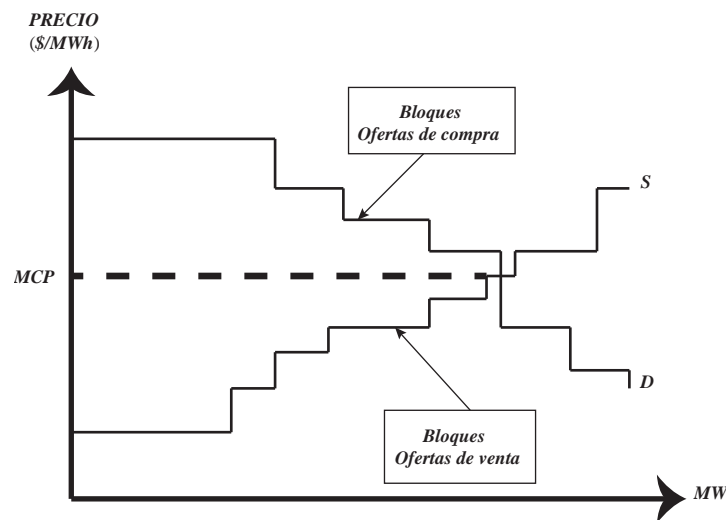 PRECIO
($/MWh)
Bloques
Ofertas de compra
S
MCP
D
Bloques
Ofertas de venta
MW